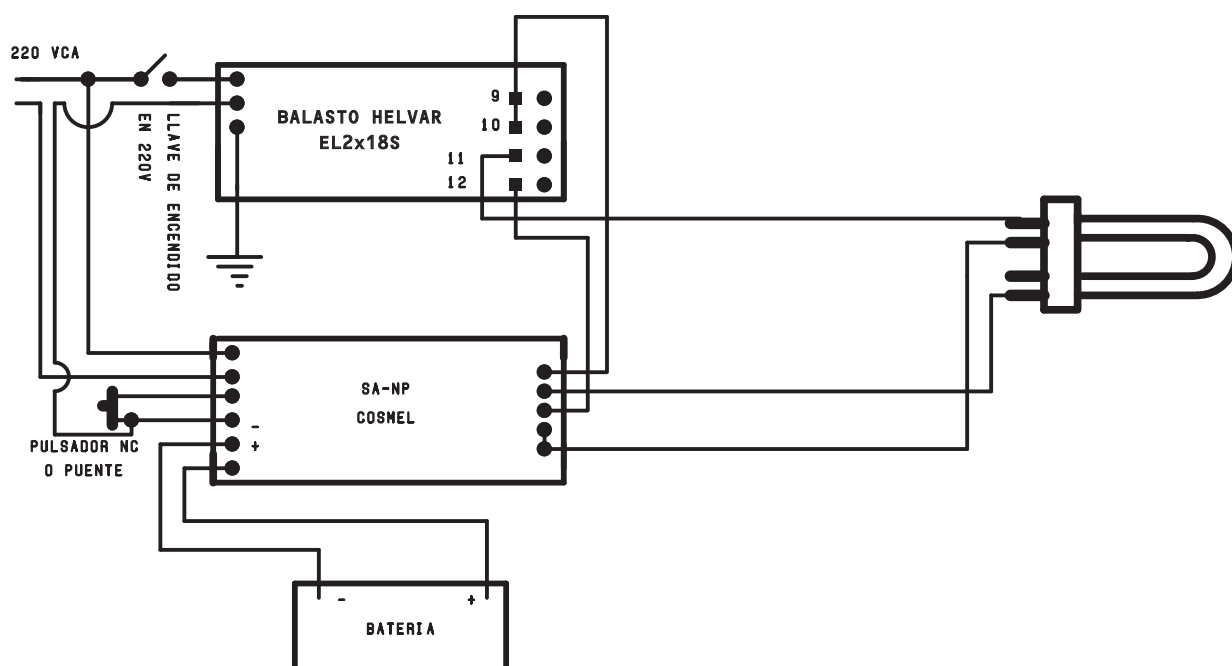 220 VCA
BALASTO HELVAR
EL2x18S
9
10
11
12
LLAVE DE ENCENDIDO
EN 220V
SA-NP
COSMEL
-
+
PULSADOR NC
O PUENTE
- +
BATERIA